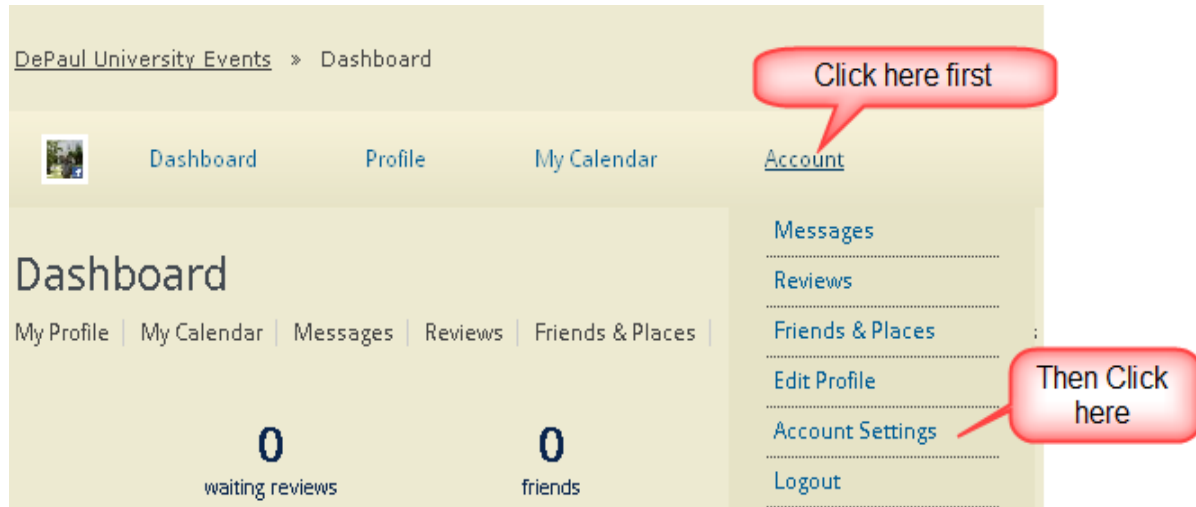 DePaul University Events » Dashboard
Click here first
Dashboard Profile My Calendar Account
Messages
Dashboard
Reviews
My Profile My Calendar Messages Reviews Friends & Places
Friends & Places
Edit Profile
Then Click
here
Account Settings
0 0
waiting reviews friends
Logout